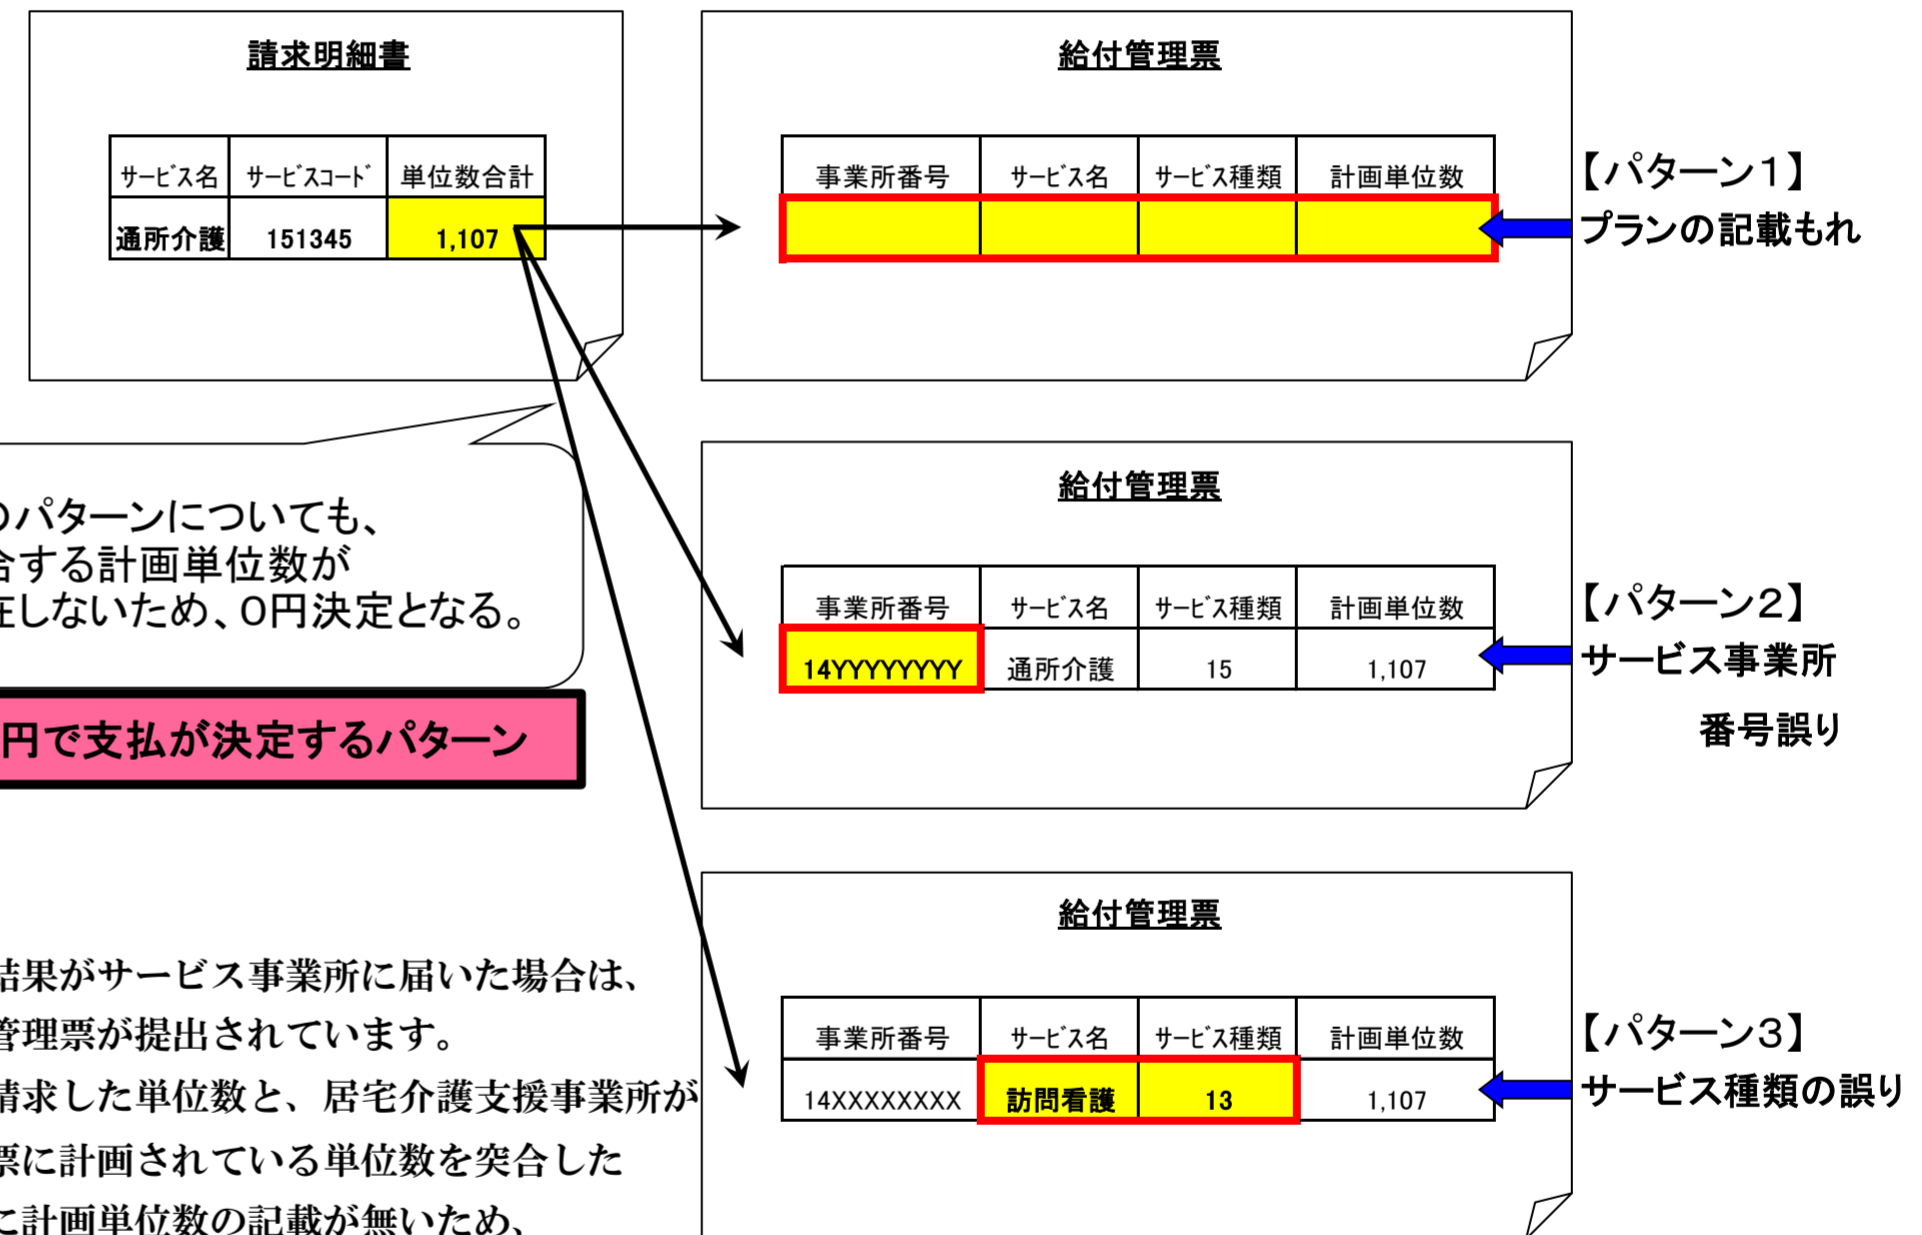 請求明細書
サービス名 サービスコード 単位数合計
通所介護 151345 1,107
給付管理票
事業所番号 サービス名 サービス種類 計画単位数
【パターン１】
プランの記載もれ
のパターンについても、
合する計画単位数が
在しないため、０円決定となる。
円で支払が決定するパターン
給付管理票
事業所番号 サービス名 サービス種類 計画単位数
14YYYYYYYY 通所介護 15 1,107
【パターン２】
サービス事業所
番号誤り
結果がサービス事業所に届いた場合は、
管理票が提出されています。
請求した単位数と、居宅介護支援事業所が
票に計画されている単位数を突合した
に計画単位数の記載が無いため、
給付管理票
事業所番号 サービス名 サービス種類 計画単位数
14XXXXXXXX 訪問看護 13 1,107
【パターン３】
サービス種類の誤り